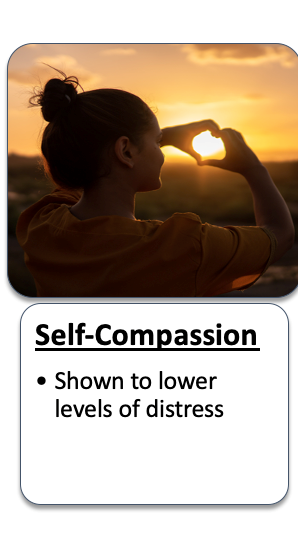 Self-Compassion
• Shown to lower
levels of distress